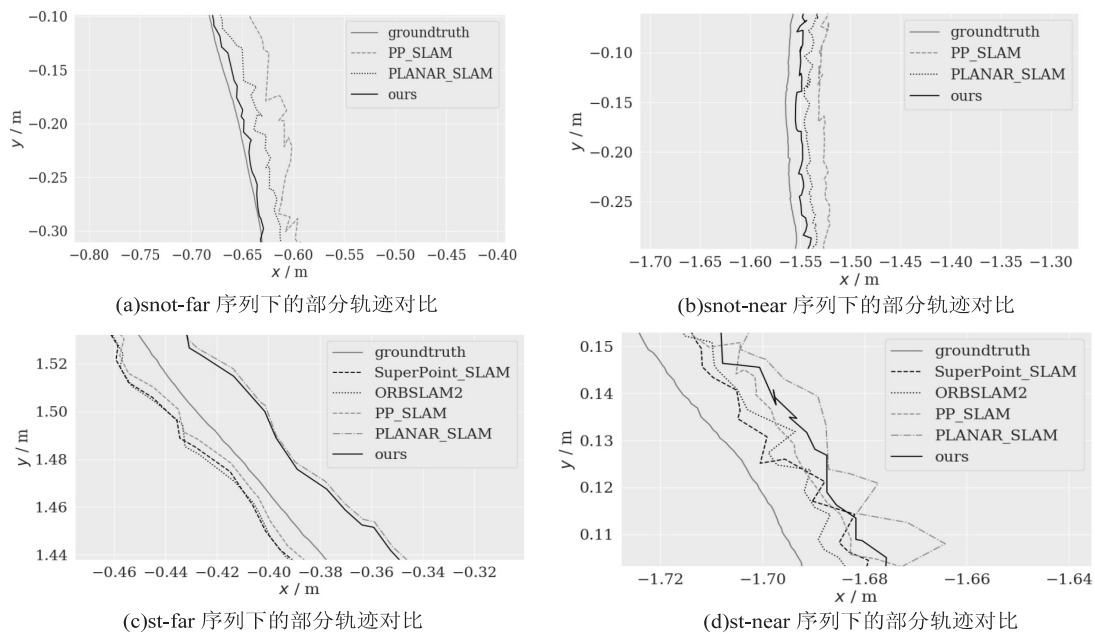 −0.10
−0.15
−0.20
−0.25
−0.30
y / m
groundtruth
PP_SLAM
PLANAR_SLAM
ours
−0.80 −0.75 −0.70 −0.65 −0.60 −0.55 −0.50 −0.45 −0.40
x / m
(a)snot-far 序列下的部分轨迹对比
−0.10
−0.15
−0.20
−0.25
y / m
groundtruth
PP_SLAM
PLANAR_SLAM
ours
−1.70 −1.65 −1.60 −1.55 −1.50 −1.45 −1.40 −1.35 −1.30
x / m
(b)snot-near 序列下的部分轨迹对比
1.52
1.50
1.48
1.46
1.44
y / m
groundtruth
SuperPoint_SLAM
ORBSLAM2
PP_SLAM
PLANAR_SLAM
ours
−0.46 −0.44 −0.42 −0.40 −0.38 −0.36 −0.34 −0.32
x / m
(c)st-far 序列下的部分轨迹对比
0.15
0.14
0.13
0.12
0.11
y / m
groundtruth
SuperPoint_SLAM
ORBSLAM2
PP_SLAM
PLANAR_SLAM
ours
−1.72 −1.70 −1.68 −1.66 −1.64
x / m
(d)st-near 序列下的部分轨迹对比